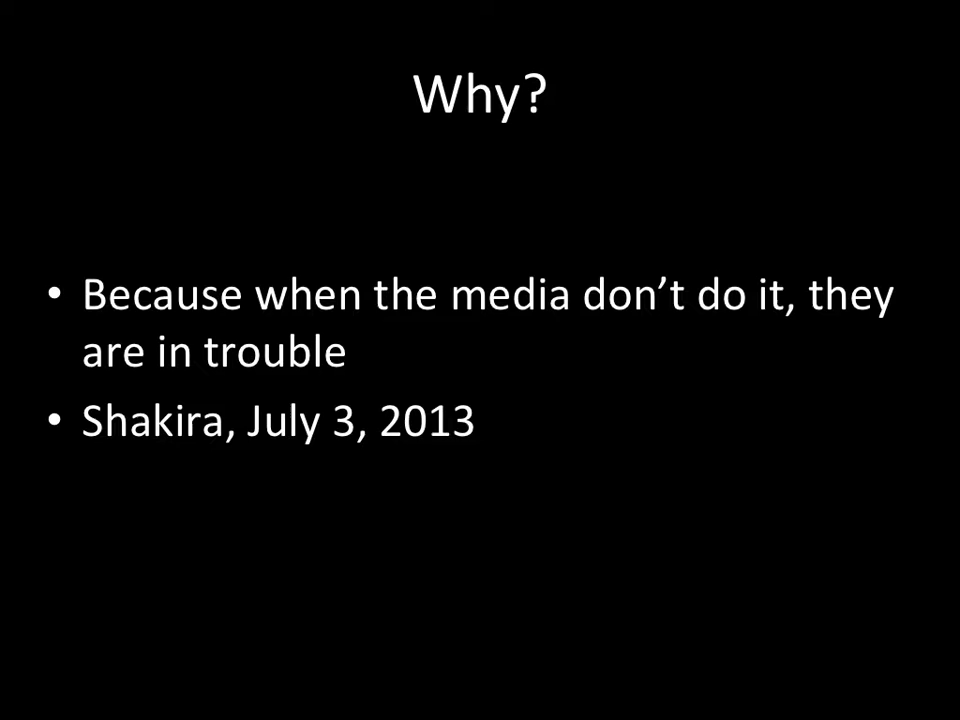 Why?
• Because when the media don’t do it, they
are in trouble
• Shakira, July 3, 2013